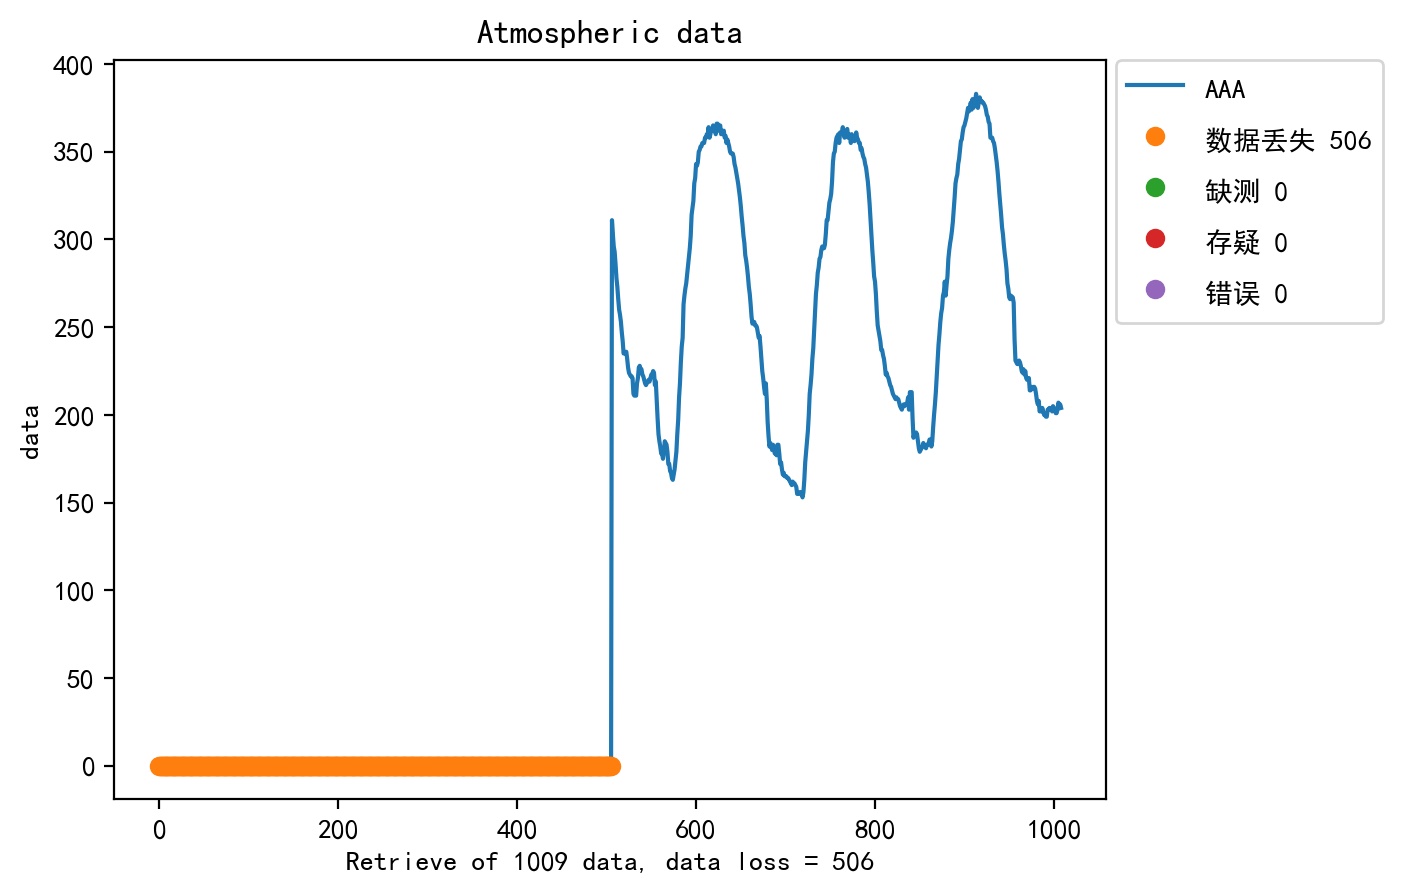 Atmospheric data
400
350
300
250
200
150
100
50
0
data
0 200 400 600 800 1000
Retrieve of 1009 data, data loss = 506
AAA
数据丢失 506
缺测 0
存疑 0
错误 0